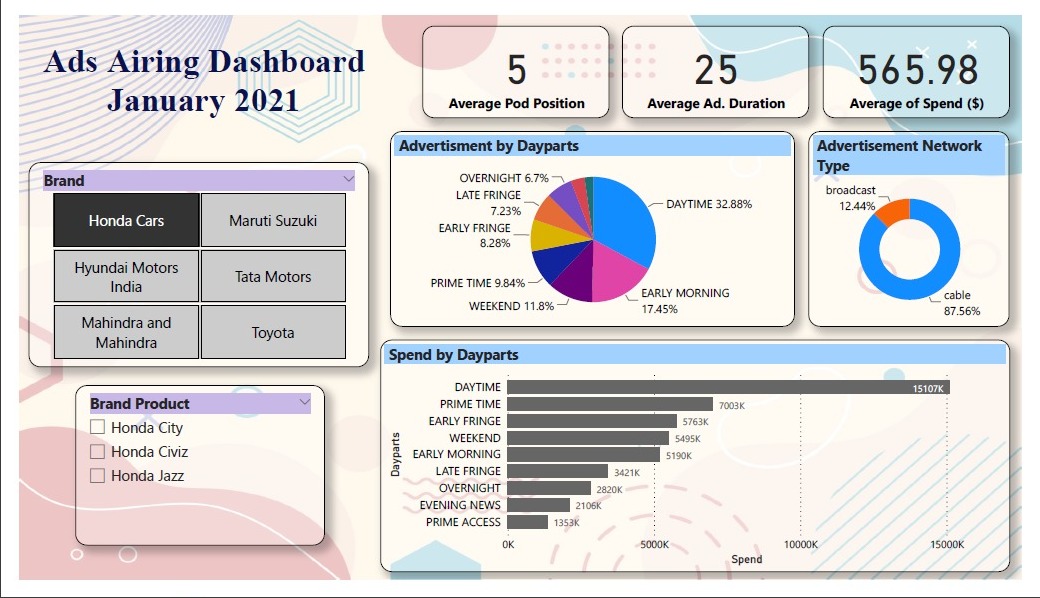 Ads Airing Dashboard
January 2021
5
Average Pod Position
25
Average Ad. Duration
565.98
Average of Spend ($)
Brand
Honda Cars
Maruti Suzuki
Hyundai Motors
India
Tata Motors
Mahindra and
Mahindra
Toyota
Brand Product
Honda City
Honda Civiz
Honda Jazz
Advertisment by Dayparts
OVERNIGHT 6.7%
LATE FRINGE
7.23%
EARLY FRINGE
8.28%
PRIME TIME 9.84%
WEEKEND 11.8%
DAYTIME 32.88%
EARLY MORNING
17.45%
Advertisement Network
Type
broadcast
12.44%
cable
87.56%
Spend by Dayparts
Dayparts
DAYTIME 15107K
PRIME TIME 7003K
EARLY FRINGE 5763K
WEEKEND 5495K
EARLY MORNING 5190K
LATE FRINGE 3421K
OVERNIGHT 2820K
EVENING NEWS 2106K
PRIME ACCESS 1353K
0K 5000K 10000K 15000K
Spend